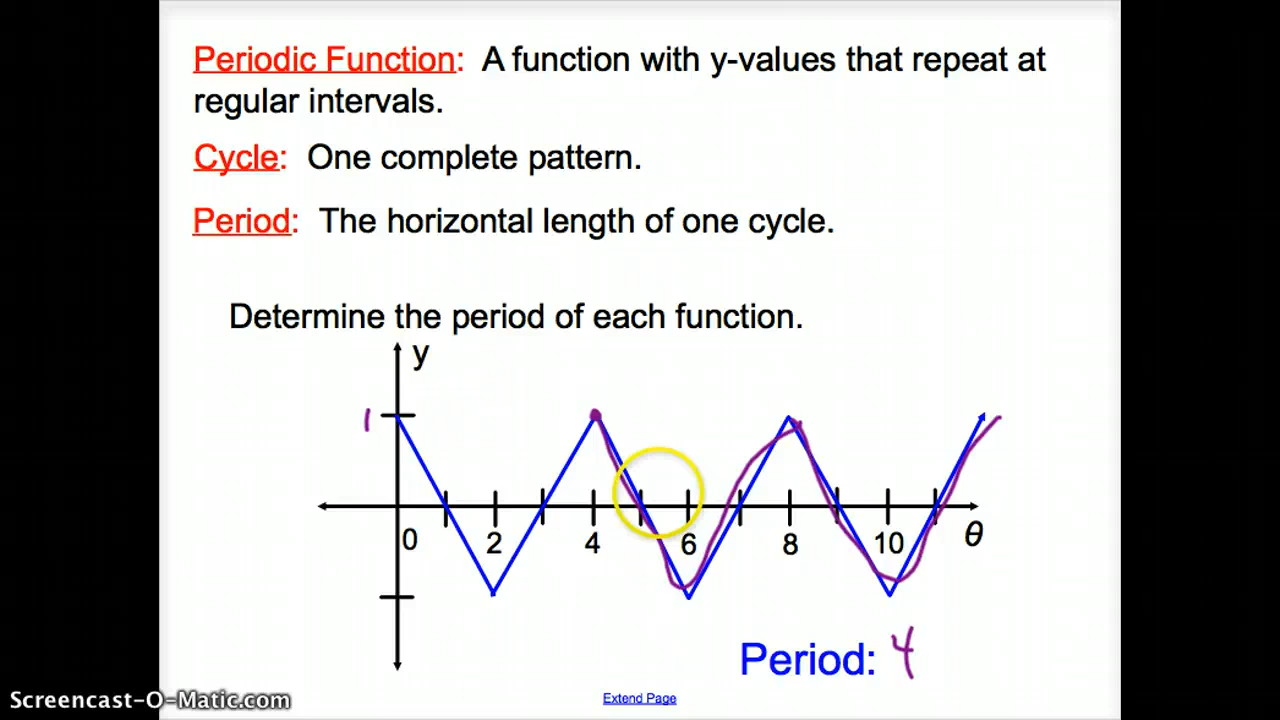 Periodic Function: A function with y-values that repeat at
regular intervals.
Cycle: One complete pattern.
Period: The horizontal length of one cycle.
Determine the period of each function.
y
1
0 2 4 6 8 10 θ
Period: 4
Extend Page
Screencast-O-Matic.com